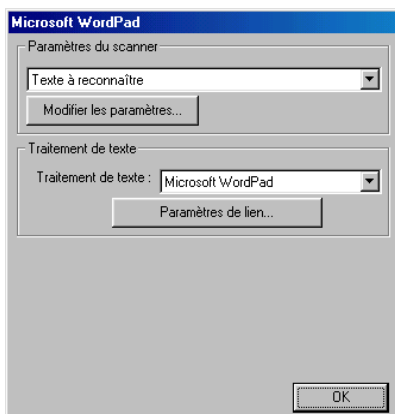 Microsoft WordPad
Paramètres du scanner
Texte à reconnaître
Modifier les paramètres...
Traitement de texte
Traitement de texte : Microsoft WordPad
Paramètres de lien...
OK